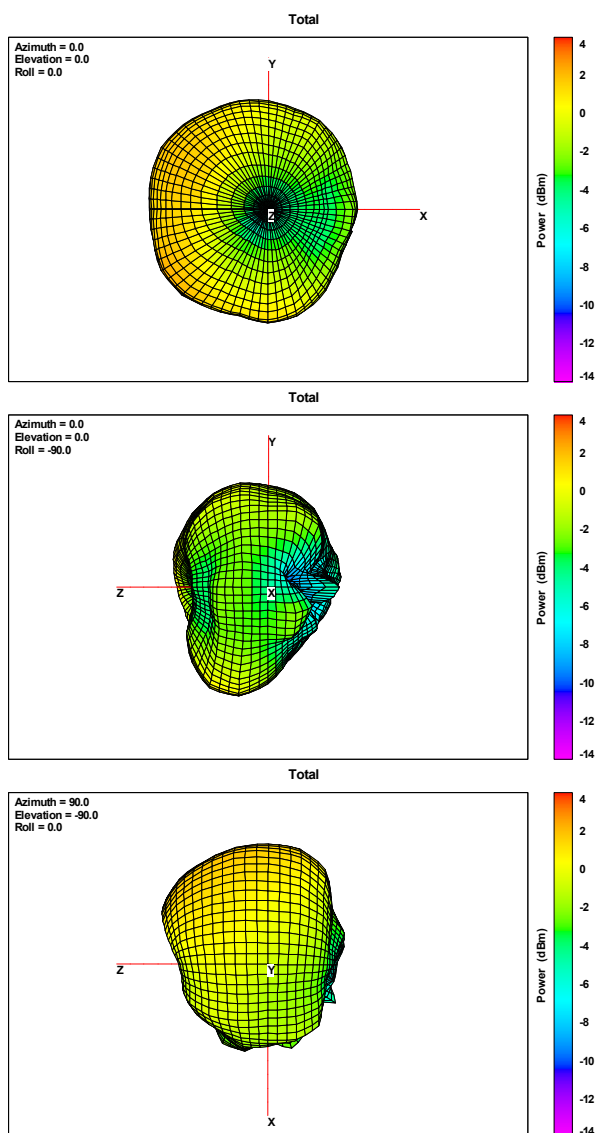 Total
Azimuth = 0.0
Elevation = 0.0
Roll = 0.0
Y
X
Z
4
2
0
-2
-4
-6
-8
-10
-12
-14
Power (dBm)
Total
Azimuth = 0.0
Elevation = 0.0
Roll = -90.0
Y
Z
X
4
2
0
-2
-4
-6
-8
-10
-12
-14
Power (dBm)
Total
Azimuth = 90.0
Elevation = -90.0
Roll = 0.0
Z
Y
X
4
2
0
-2
-4
-6
-8
-10
-12
-14
Power (dBm)